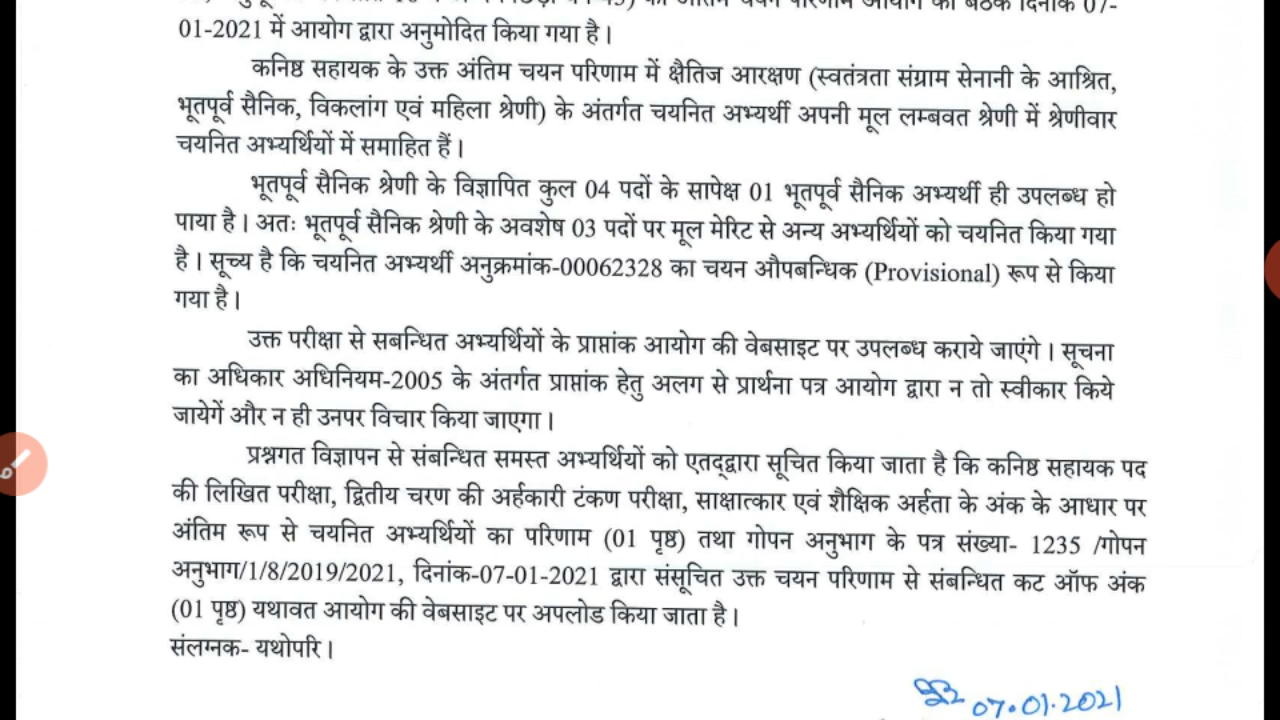 का अंतिम चयन परिणाम आयोग की बैठक दिनांक 07-
01-2021 में आयोग द्वारा अनुमोदित किया गया है।
कनिष्ठ सहायक के उक्त अंतिम चयन परिणाम में क्षैतिज आरक्षण (स्वतंत्रता संग्राम सेनानी के आश्रित,
भूतपूर्व सैनिक, विकलांग एवं महिला श्रेणी) के अंतर्गत चयनित अभ्यर्थी अपनी मूल लम्बवत श्रेणी में श्रेणीवार
चयनित अभ्यर्थियों में समाहित हैं।
भूतपूर्व सैनिक श्रेणी के विज्ञापित कुल 04 पदों के सापेक्ष 01 भूतपूर्व सैनिक अभ्यर्थी ही उपलब्ध हो
पाया है। अतः भूतपूर्व सैनिक श्रेणी के अवशेष 03 पदों पर मूल मेरिट से अन्य अभ्यर्थियों को चयनित किया गया
है। सूच्य है कि चयनित अभ्यर्थी अनुक्रमांक-00062328 का चयन औपबन्धिक (Provisional) रूप से किया
गया है।
उक्त परीक्षा से सबन्धित अभ्यर्थियों के प्राप्तांक आयोग की वेबसाइट पर उपलब्ध कराये जाएंगे। सूचना
का अधिकार अधिनियम-2005 के अंतर्गत प्राप्तांक हेतु अलग से प्रार्थना पत्र आयोग द्वारा न तो स्वीकार किये
जायेगें और न ही उनपर विचार किया जाएगा।
प्रश्नगत विज्ञापन से संबन्धित समस्त अभ्यर्थियों को एतद्द्वारा सूचित किया जाता है कि कनिष्ठ सहायक पद
की लिखित परीक्षा, द्वितीय चरण की अर्हकारी टंकण परीक्षा, साक्षात्कार एवं शैक्षिक अर्हता के अंक के आधार पर
अंतिम रूप से चयनित अभ्यर्थियों का परिणाम (01 पृष्ठ) तथा गोपन अनुभाग के पत्र संख्या- 1235 /गोपन
अनुभाग/1/8/2019/2021, दिनांक-07-01-2021 द्वारा संसूचित उक्त चयन परिणाम से संबन्धित कट ऑफ अंक
(01 पृष्ठ) यथावत आयोग की वेबसाइट पर अपलोड किया जाता है।
संलग्नक- यथोपरि।
07.01.2021